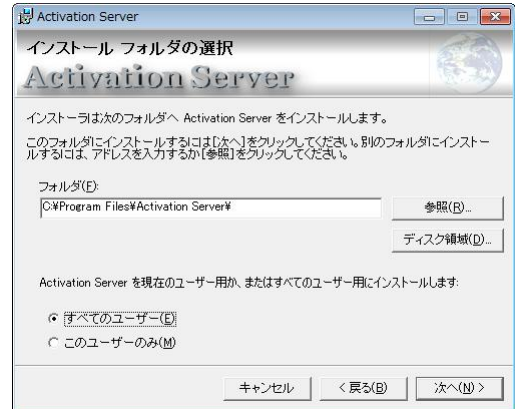 Activation Server
インストール フォルダの選択
Activation Server
インストーラは次のフォルダへ Activation Server をインストールします。
このフォルダにインストールするには[次へ]をクリックしてください。別のフォルダにインストー
ルするには、アドレスを入力するか[参照]をクリックしてください。
フォルダ(F):
C:¥Program Files¥Activation Server¥
参照(R)...
ディスク領域(D)...
Activation Server を現在のユーザー用か、またはすべてのユーザー用にインストールします:
すべてのユーザー(E)
このユーザーのみ(M)
キャンセル
< 戻る(B)
次へ(N) >